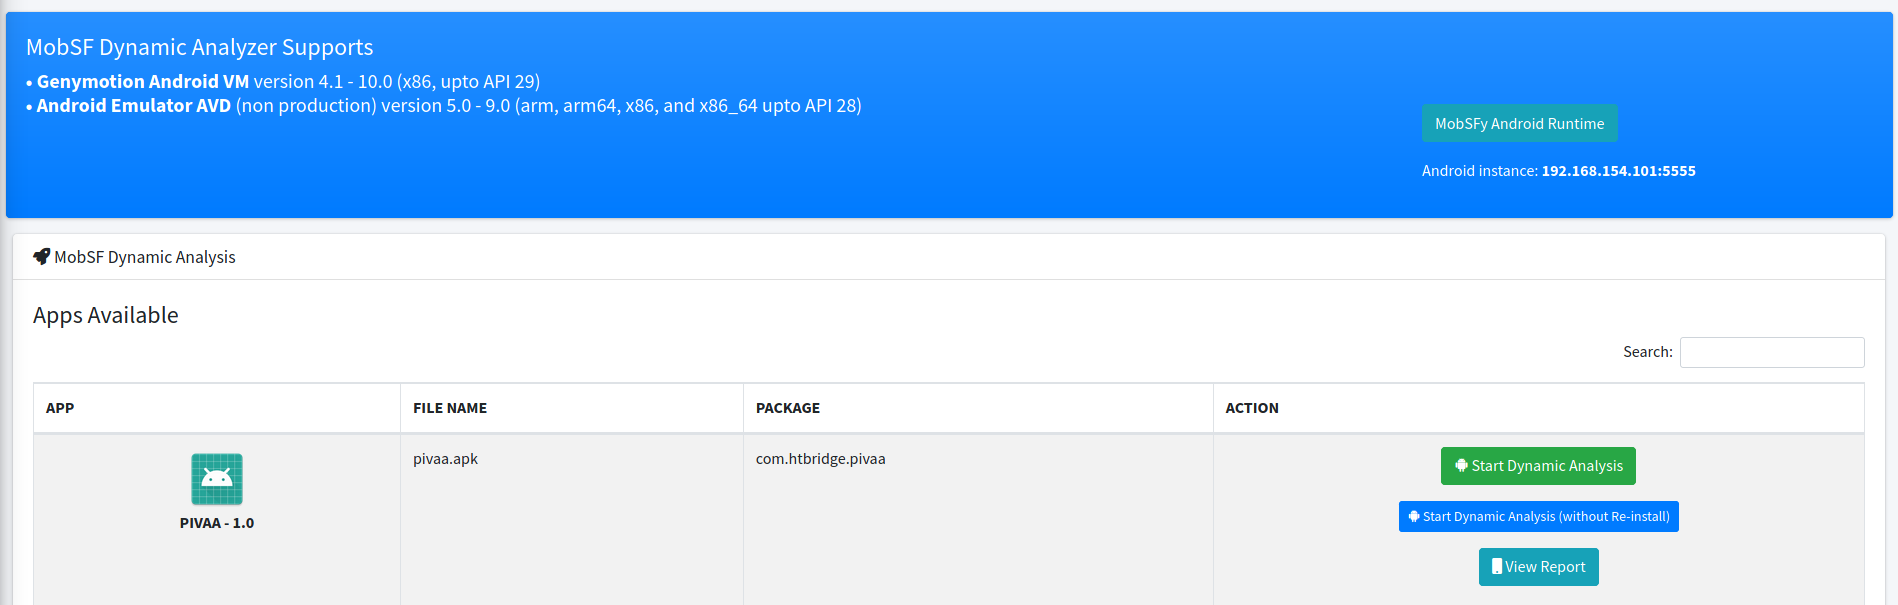 MobSF Dynamic Analyzer Supports
• Genymotion Android VM version 4.1 - 10.0 (x86, upto API 29)
• Android Emulator AVD (non production) version 5.0 - 9.0 (arm, arm64, x86, and x86_64 upto API 28)
MobSFy Android Runtime
Android instance: 192.168.154.101:5555
MobSF Dynamic Analysis
Apps Available
Search:
APP FILE NAME PACKAGE ACTION
pivaa.apk com.htbridge.pivaa Start Dynamic Analysis
PIVAA - 1.0 Start Dynamic Analysis (without Re-install)
View Report